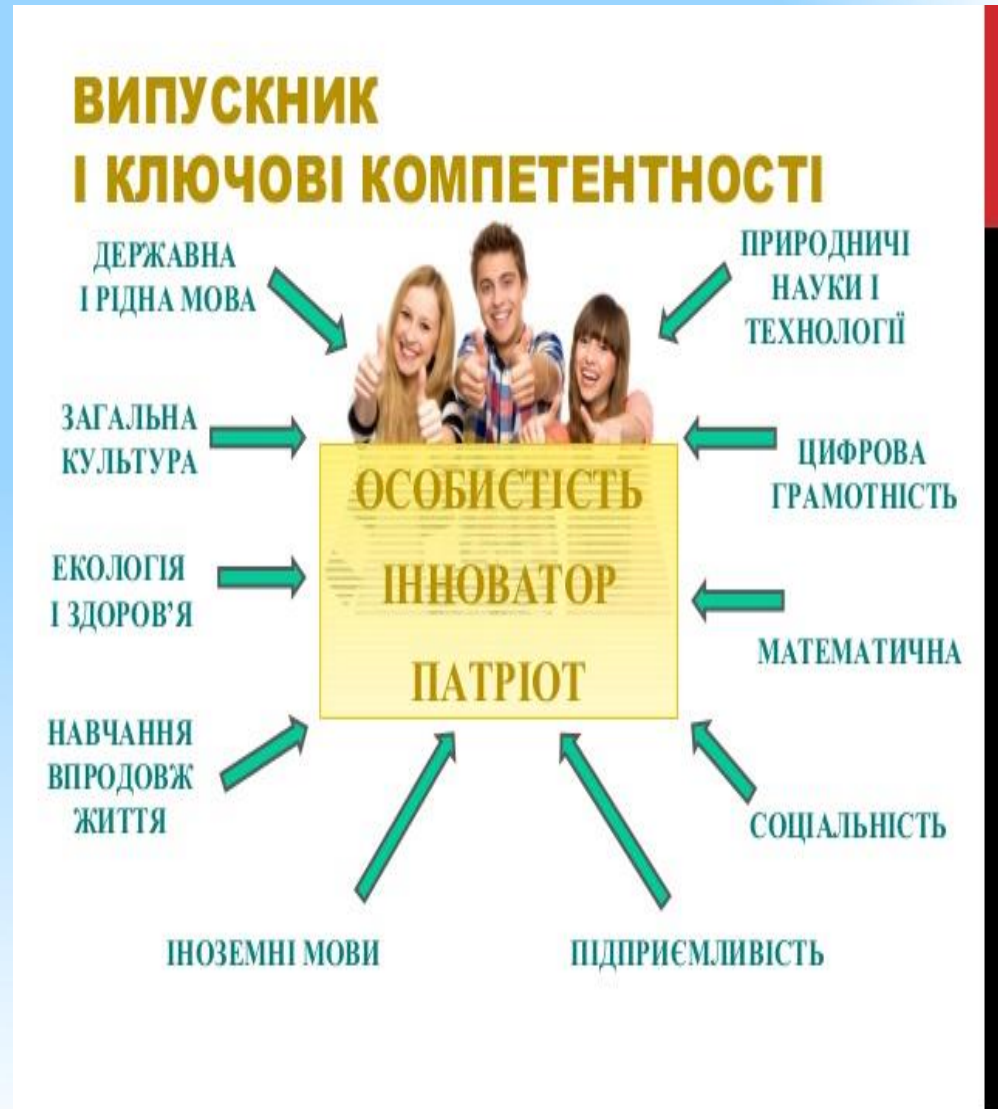 ВИПУСКНИК
І КЛЮЧОВІ КОМПЕТЕНТНОСТІ
ДЕРЖАВНА
І РІДНА МОВА
ПРИРОДНИЧІ
НАУКИ І
ТЕХНОЛОГІЇ
ЗАГАЛЬНА
КУЛЬТУРА
ЦИФРОВА
ГРАМОТНІСТЬ
ОСОБИСТІСТЬ
ІННОВАТОР
ПАТРІОТ
ЕКОЛОГІЯ
І ЗДОРОВ’Я
МАТЕМАТИЧНА
НАВЧАННЯ
ВПРОДОВЖ
ЖИТТЯ
СОЦІАЛЬНІСТЬ
ІНОЗЕМНІ МОВИ
ПІДПРИЄМЛИВІСТЬ